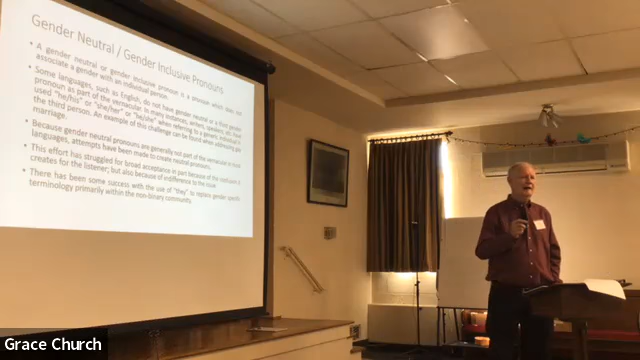 Gender Neutral / Gender Inclusive Pronouns
• A gender neutral or gender inclusive pronoun is a pronoun which does not
associate a gender with an individual person.
• Some languages, such as English, do not have gender neutral or a third gender
pronoun as part of the vernacular. In many instances, writers, speakers, etc. have
used "he/his" or "she/her" or "he/she" when referring to a generic individual in
the third person. An example of this challenge can be found when addressing gay
marriage.
• Because gender neutral pronouns are generally not part of the vernacular in most
languages, attempts have been made to create neutral pronouns.
• This effort has struggled for broad acceptance in part because of the confusion it
creates for the listener; but also because of indifference to the issue.
• There has been some success with the use of "they" to replace gender specific
terminology primarily within the non-binary community.
Grace Church